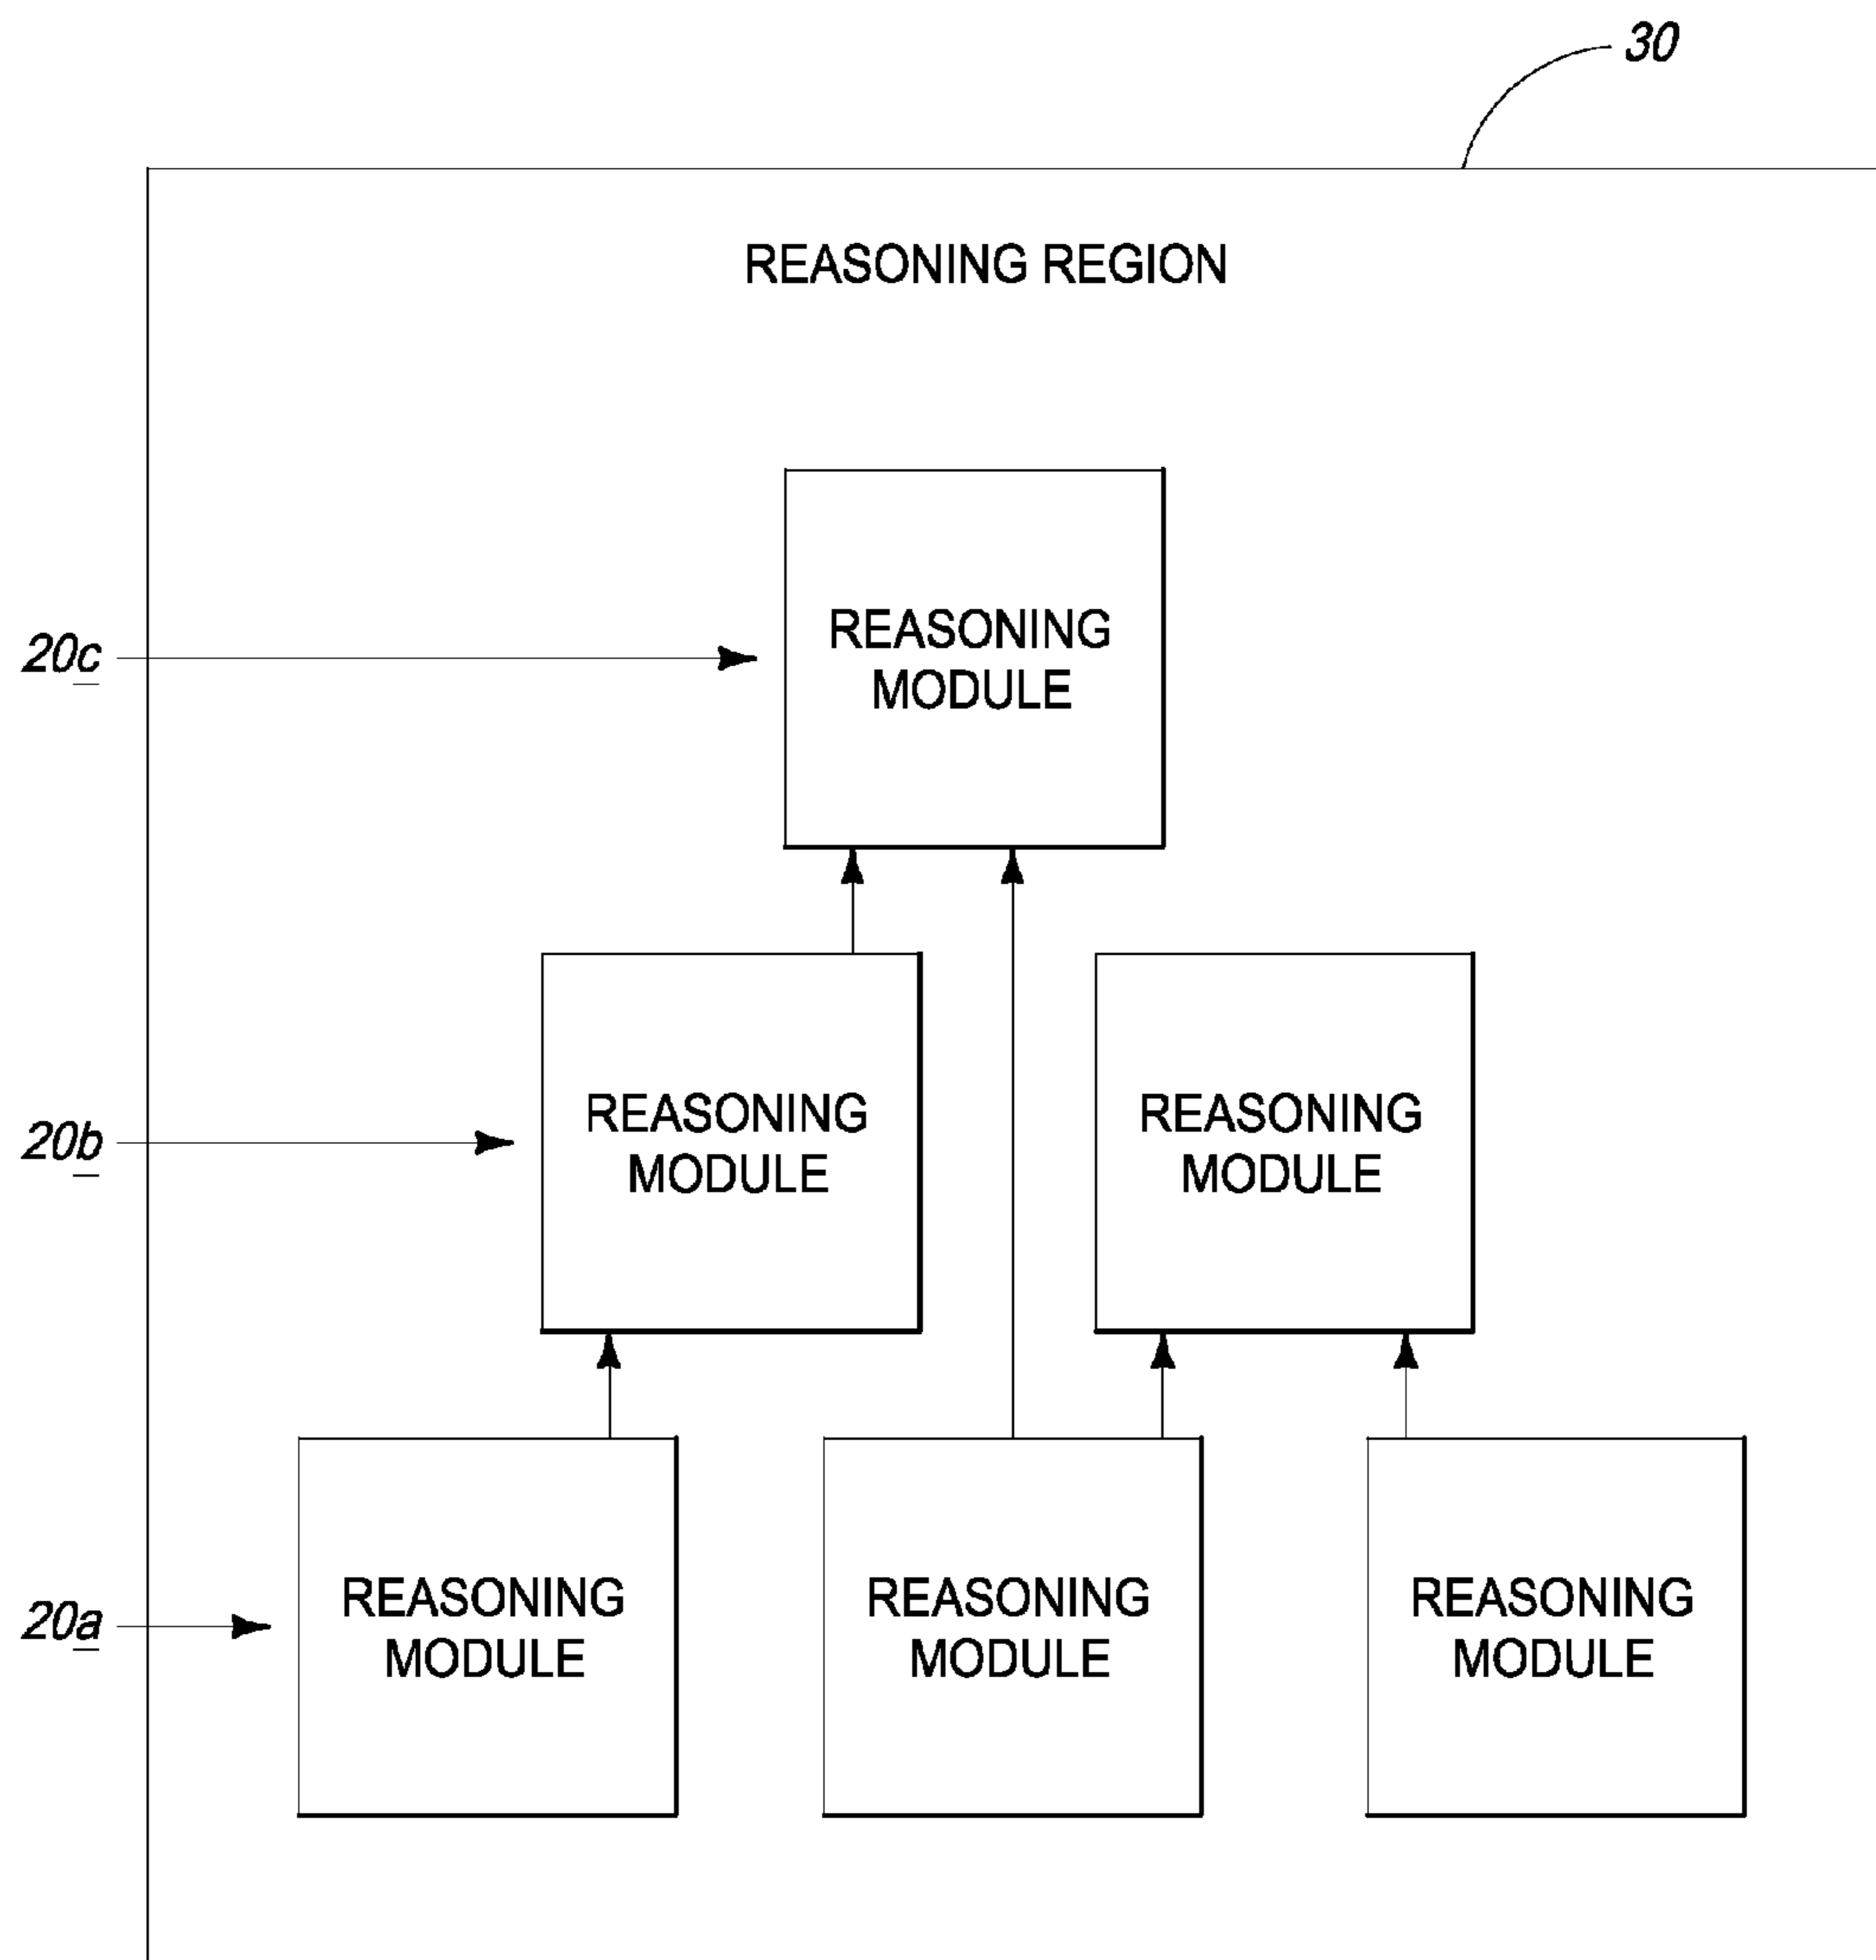 30
REASONING REGION
20c
REASONING
MODULE
20b
REASONING
MODULE
REASONING
MODULE
20a
REASONING
MODULE
REASONING
MODULE
REASONING
MODULE